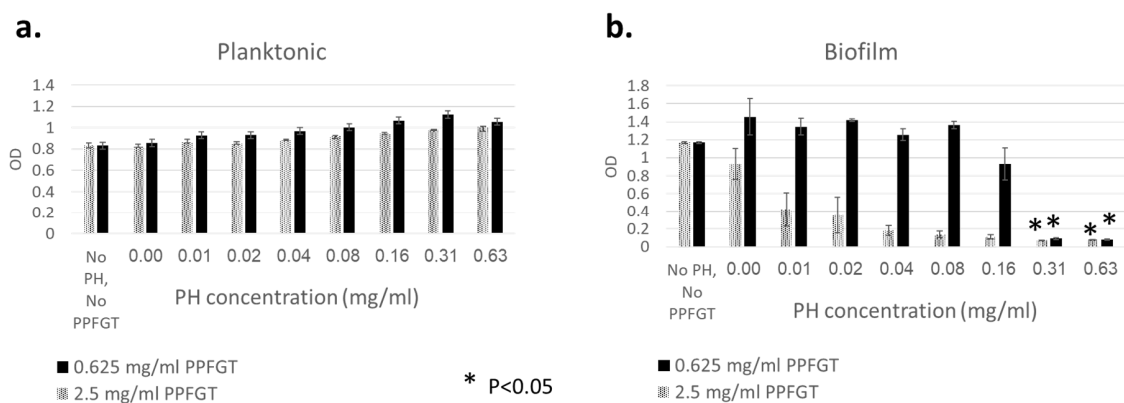 a.
Planktonic
1.4
1.2
1
0.8
0.6
0.4
0.2
0
OD
No PH, No PPFGT
0.00 0.01 0.02 0.04 0.08 0.16 0.31 0.63
PH concentration (mg/ml)
0.625 mg/ml PPFGT
2.5 mg/ml PPFGT
* P<0.05
b.
Biofilm
1.8
1.6
1.4
1.2
1
0.8
0.6
0.4
0.2
0
OD
* * * *
No PH, No PPFGT
0.00 0.01 0.02 0.04 0.08 0.16 0.31 0.63
PH concentration (mg/ml)
0.625 mg/ml PPFGT
2.5 mg/ml PPFGT